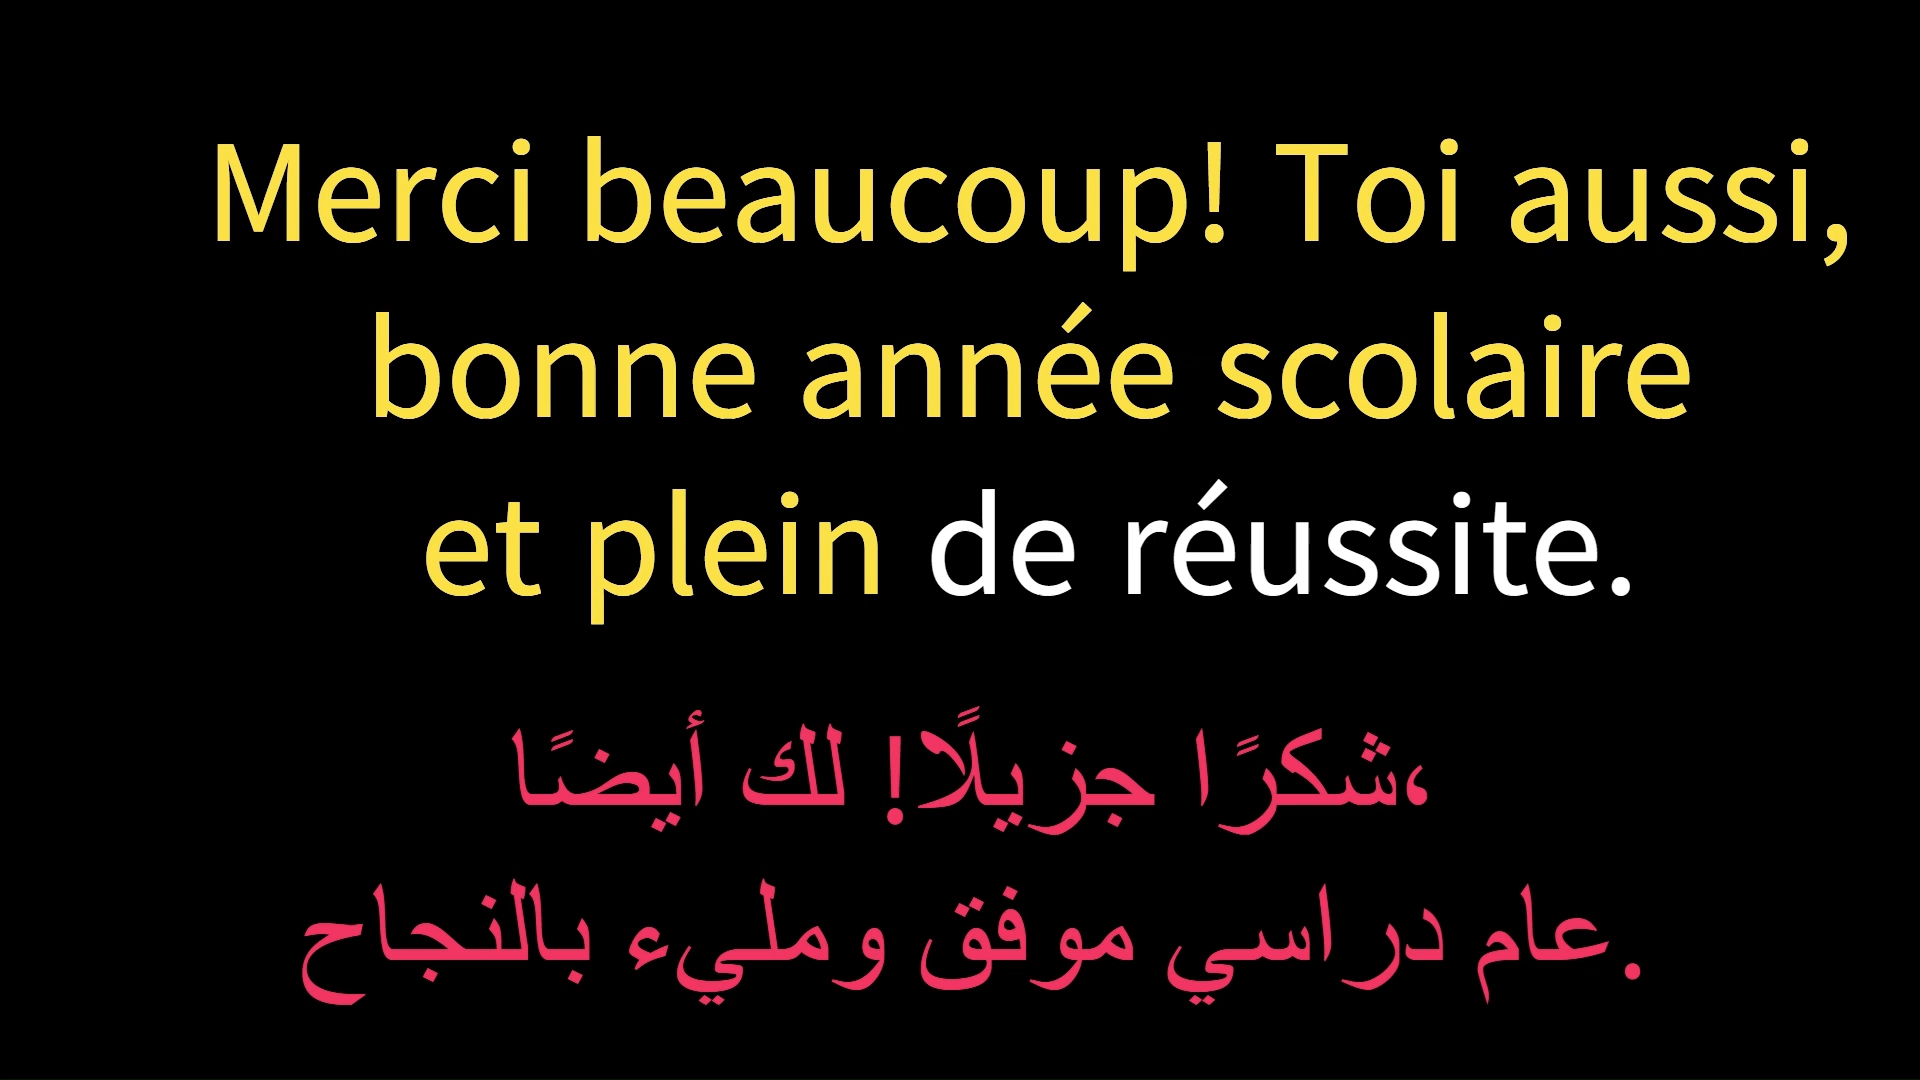 Merci beaucoup! Toi aussi,
bonne année scolaire
et plein de réussite.
شكرًا جزيلًا! لك أيضًا،
عام دراسي موفق ومليء بالنجاح.